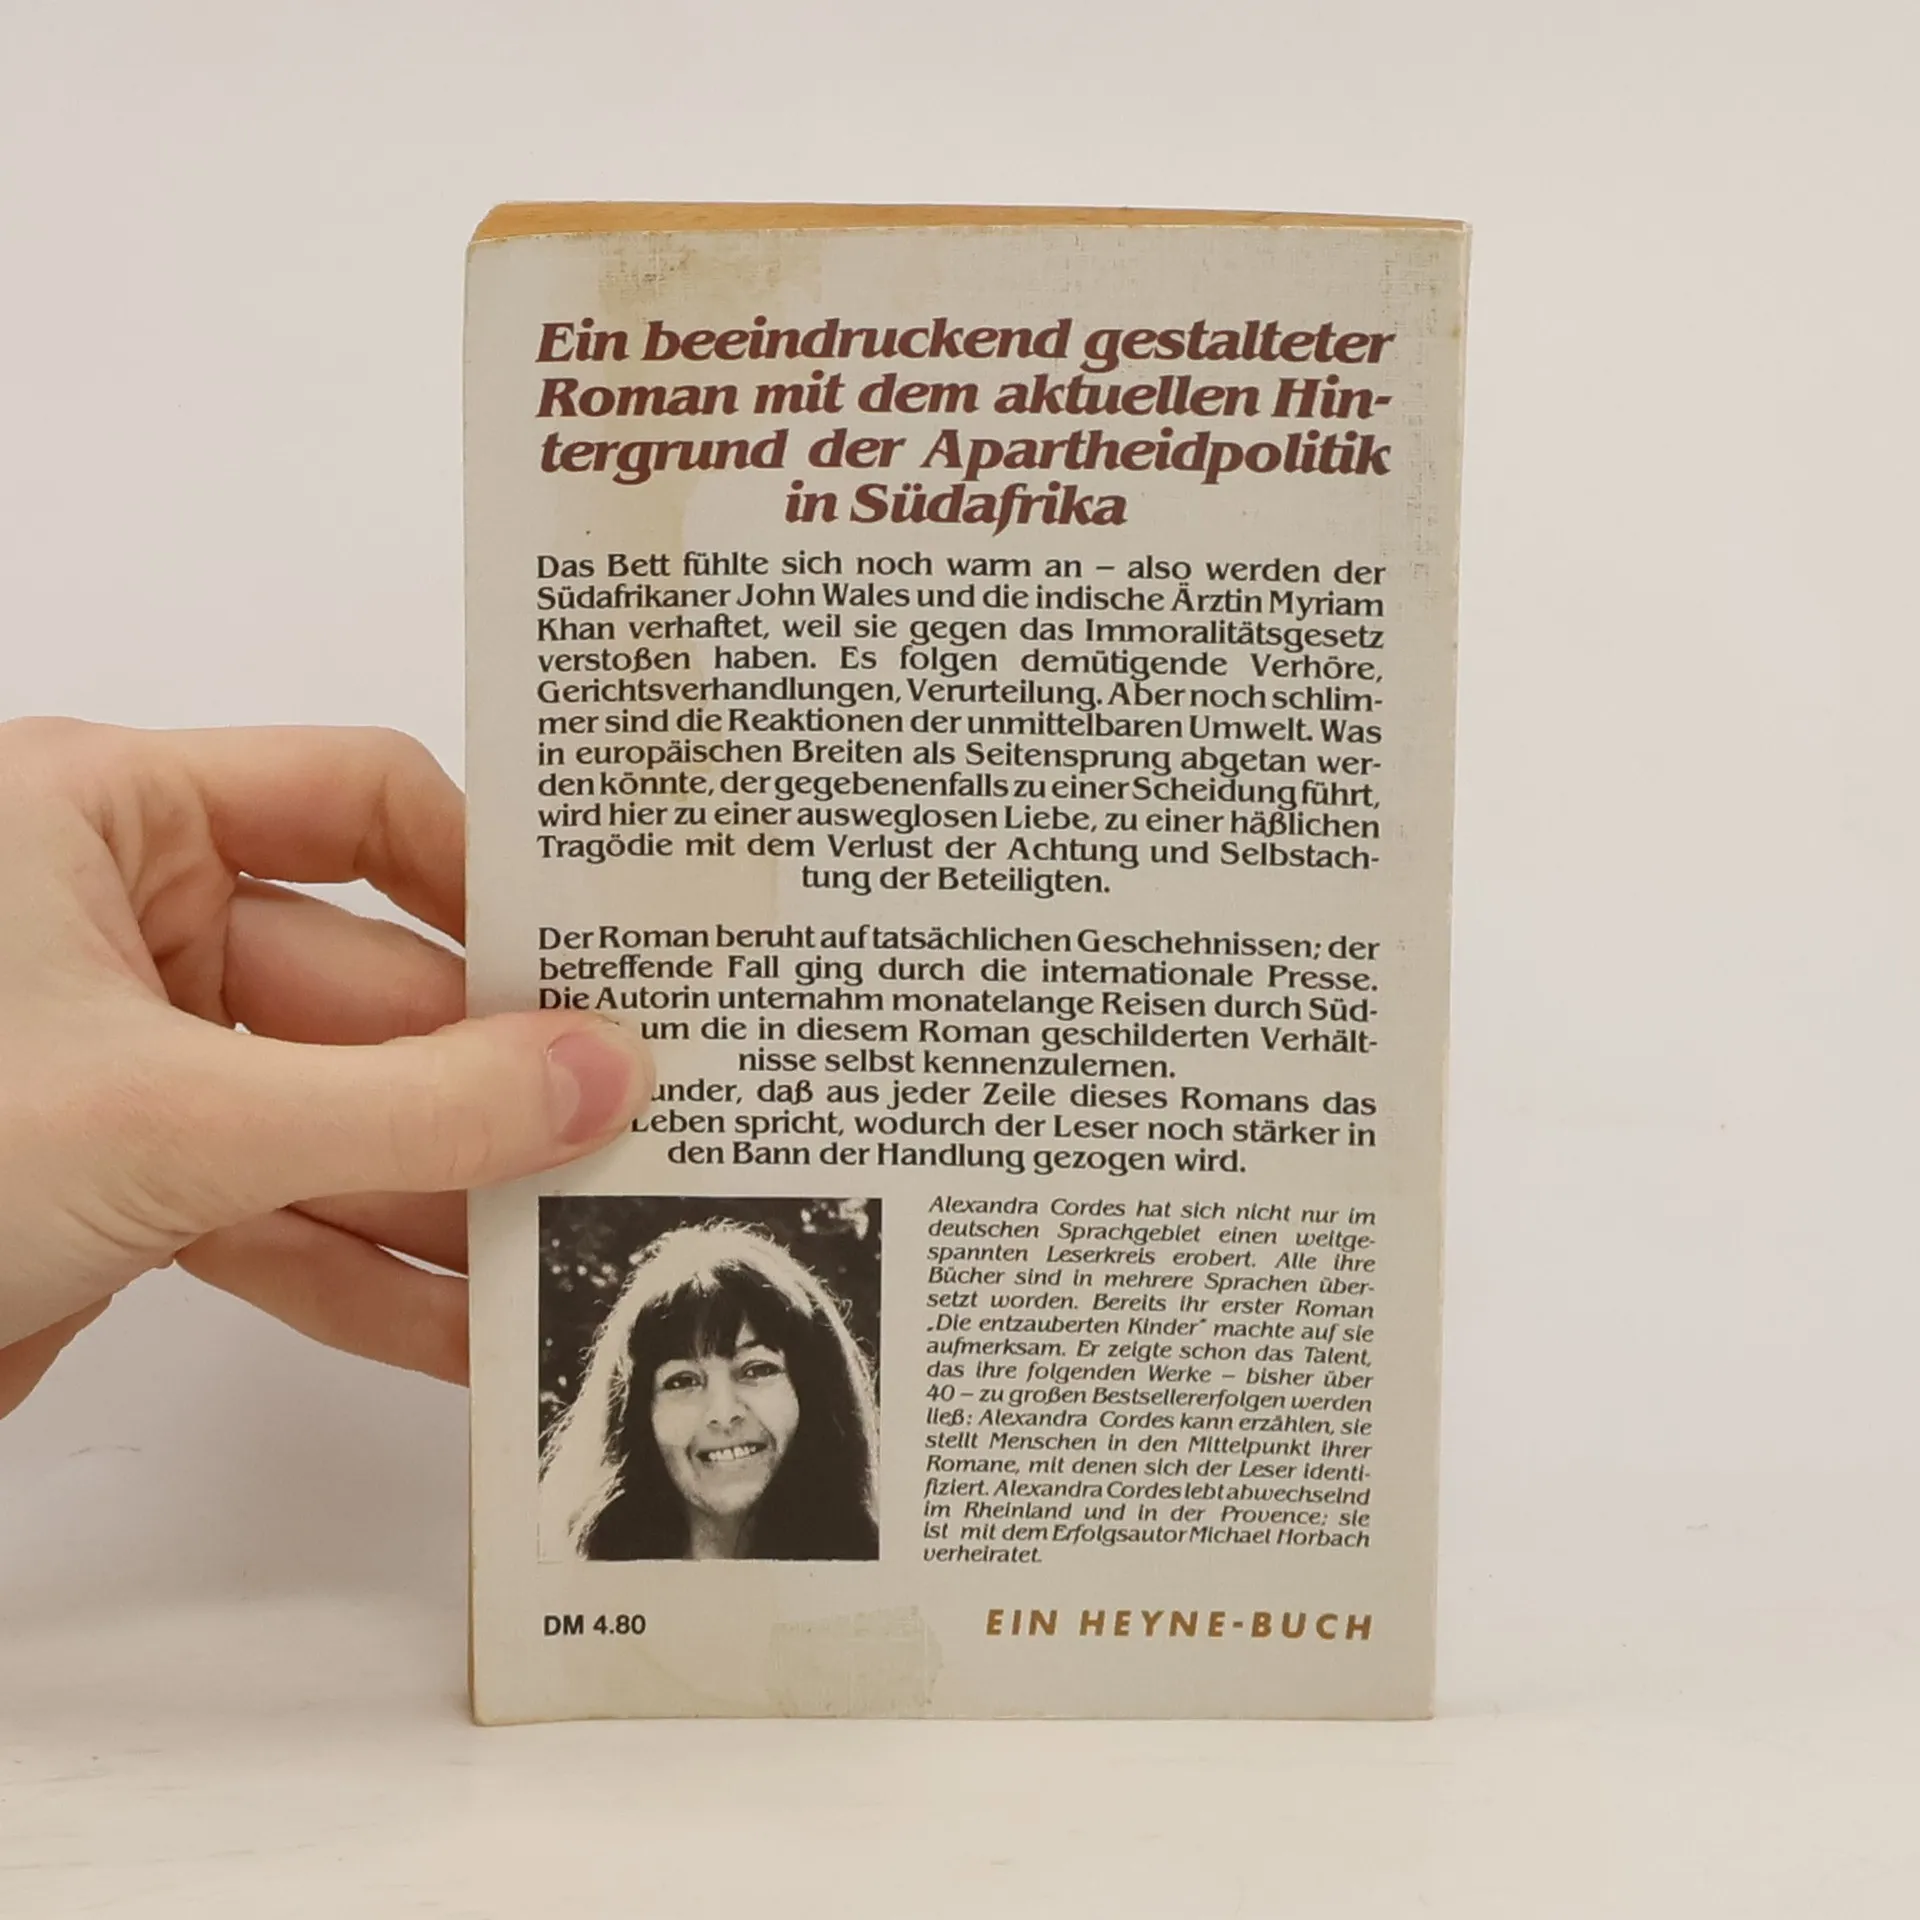 Ein beeindruckend gestalteter
Roman mit dem aktuellen Hin-
tergrund der Apartheidpolitik
in Südafrika
Das Bett fühlte sich noch warm an – also werden der
Südafrikaner John Wales und die indische Ärztin Myriam
Khan verhaftet, weil sie gegen das Immoralitätsgesetz
verstoßen haben. Es folgen demütigende Verhöre,
Gerichtsverhandlungen, Verurteilung. Aber noch schlim-
mer sind die Reaktionen der unmittelbaren Umwelt. Was
in europäischen Breiten als Seitensprung abgetan wer-
den könnte, der gegebenenfalls zu einer Scheidung führt,
wird hier zu einer ausweglosen Liebe, zu einer häßlichen
Tragödie mit dem Verlust der Achtung und Selbstach-
tung der Beteiligten.
Der Roman beruht auf tatsächlichen Geschehnissen; der
betreffende Fall ging durch die internationale Presse.
Die Autorin unternahm monatelange Reisen durch Süd-
um die in diesem Roman geschilderten Verhält-
nisse selbst kennenzulernen.
under, daß aus jeder Zeile dieses Romans das
Leben spricht, wodurch der Leser noch stärker in
den Bann der Handlung gezogen wird.
Alexandra Cordes hat sich nicht nur im
deutschen Sprachgebiet einen weitge-
spannten Leserkreis erobert. Alle ihre
Bücher sind in mehrere Sprachen über-
setzt worden. Bereits ihr erster Roman
„Die entzauberten Kinder" machte auf sie
aufmerksam. Er zeigte schon das Talent,
das ihre folgenden Werke – bisher über
40 – zu großen Bestsellererfolgen werden
ließ: Alexandra Cordes kann erzählen, sie
stellt Menschen in den Mittelpunkt ihrer
Romane, mit denen sich der Leser identi-
fiziert. Alexandra Cordes lebt abwechselnd
im Rheinland und in der Provence; sie
ist mit dem Erfolgsautor Michael Horbach
verheiratet.
DM 4.80
EIN HEYNE-BUCH